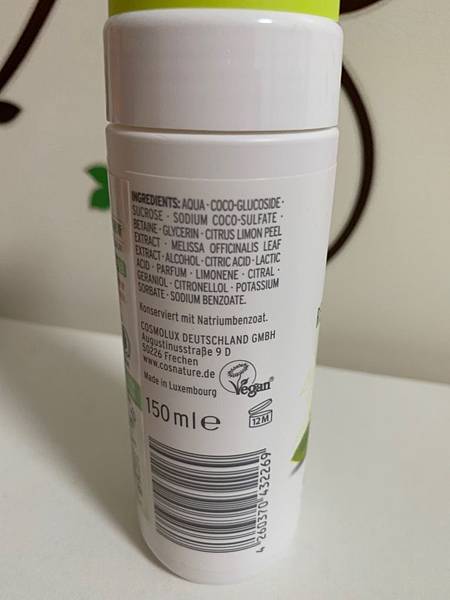 INGREDIENTS: AQUA · COCO-GLUCOSIDE ·
SUCROSE · SODIUM COCO-SULFATE ·
BETAINE · GLYCERIN · CITRUS LIMON PEEL
EXTRACT · MELISSA OFFICINALIS LEAF
EXTRACT · ALCOHOL · CITRIC ACID · LACTIC
ACID · PARFUM · LIMONENE · CITRAL ·
GERANIOL · CITRONELLOL · POTASSIUM
SORBATE · SODIUM BENZOATE.
Konserviert mit Natriumbenzoat.
COSMOLUX DEUTSCHLAND GMBH
Augustinusstraße 9 D
50226 Frechen
www.cosnature.de
Made in Luxembourg
Vegan®
150 ml e
12 M
4 260370 432269